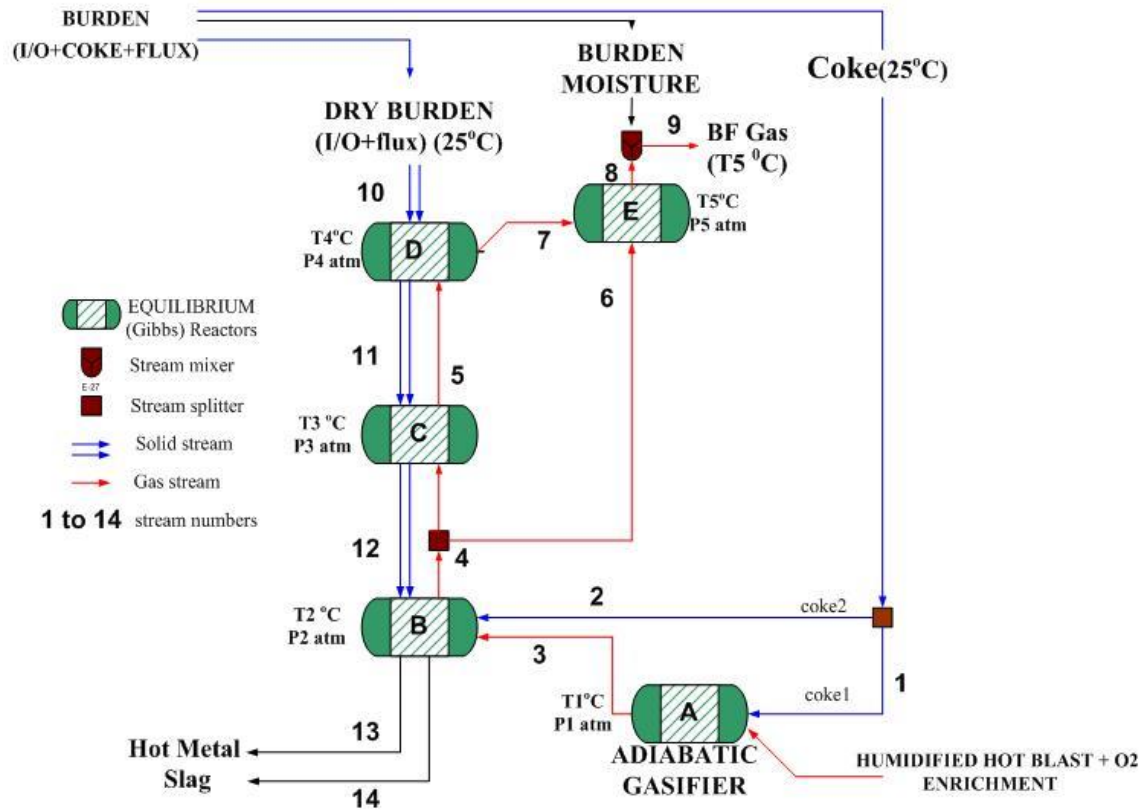 BURDEN
(I/O+COKE+FLUX)
BURDEN
MOISTURE
Coke(25°C)
DRY BURDEN
(I/O+flux) (25°C)
9
BF Gas
(T5 ⁰C)
8
10
E
T5°C
P5 atm
T4°C
P4 atm
D
7
6
EQUILIBRIUM
(Gibbs) Reactors
Stream mixer
E-27
Stream splitter
Solid stream
Gas stream
1 to 14 stream numbers
11
5
T3 °C
P3 atm
C
12
4
T2 °C
P2 atm
B
2
coke2
3
1
coke1
T1°C
P1 atm
A
ADIABATIC
GASIFIER
13
Hot Metal
Slag
14
HUMIDIFIED HOT BLAST + O2
ENRICHMENT